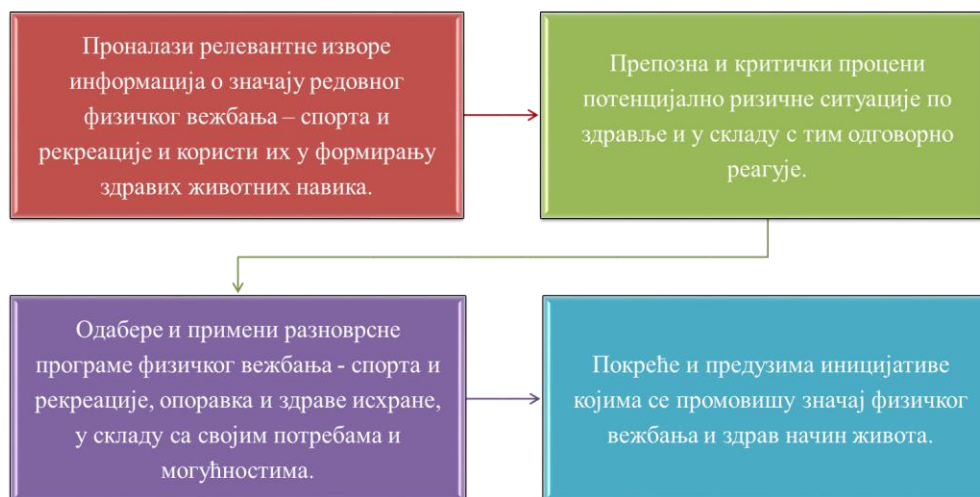 Проналази релевантне изворе
информација о значају редовног
физичког вежбања – спорта и
рекреације и користи их у формирању
здравих животних навика.
Препозна и критички процени
потенцијално ризичне ситуације по
здравље и у складу с тим одговорно
реагује.
Одабере и примени разноврсне
програме физичког вежбања - спорта и
рекреације, опоравка и здраве исхране,
у складу са својим потребама и
могућностима.
Покреће и предузима иницијативе
којима се промовишу значај физичког
вежбања и здрав начин живота.